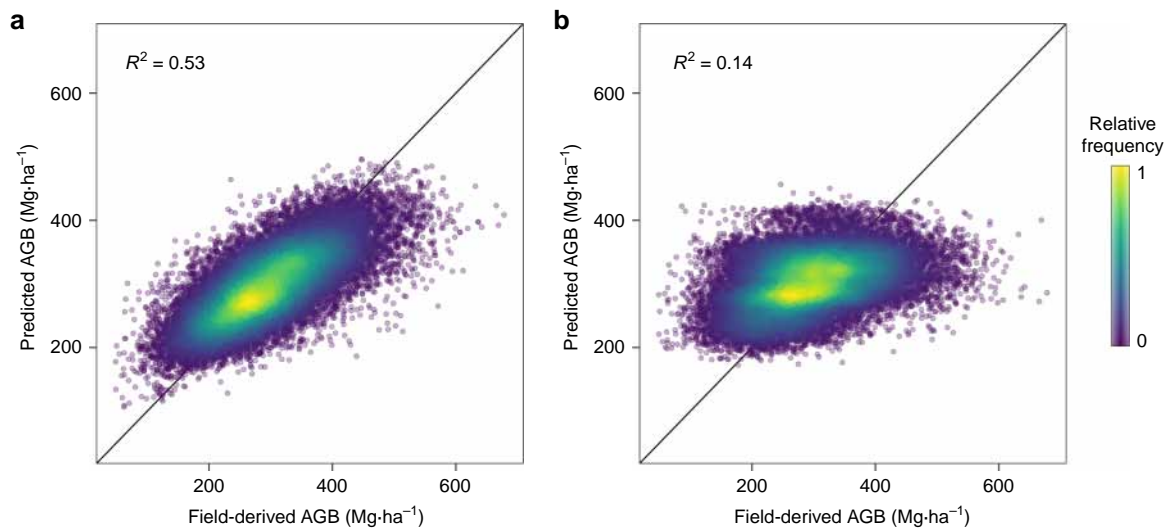 a
R² = 0.53
600
400
200
Predicted AGB (Mg·ha⁻¹)
200 400 600
Field-derived AGB (Mg·ha⁻¹)
b
R² = 0.14
600
400
200
Predicted AGB (Mg·ha⁻¹)
200 400 600
Field-derived AGB (Mg·ha⁻¹)
Relative
frequency
1
0